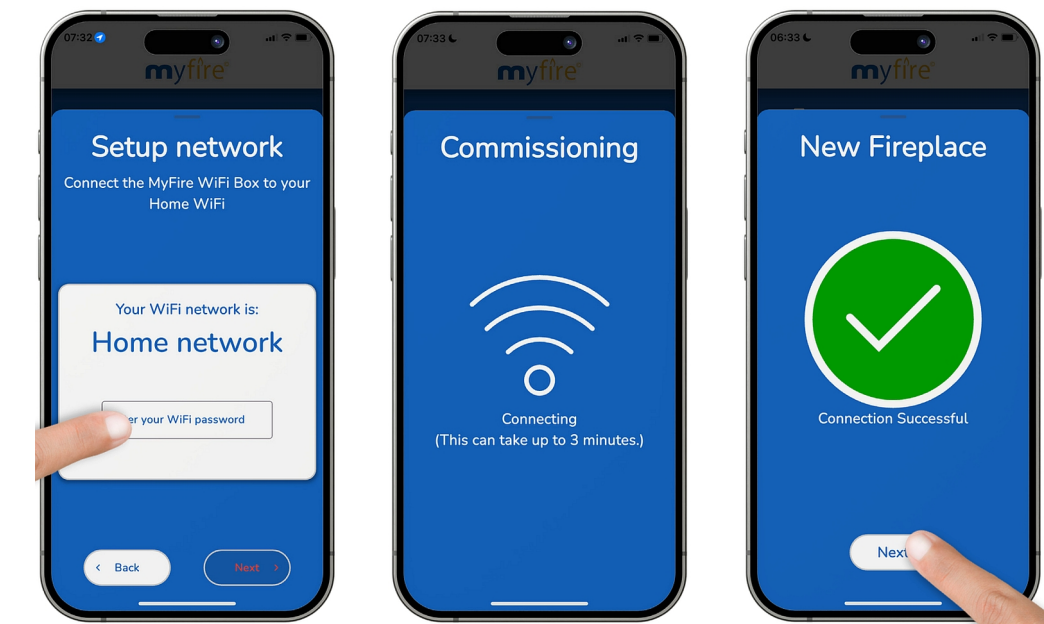 07:32
myfire®
Setup network
Connect the MyFire WiFi Box to your
Home WiFi
Your WiFi network is:
Home network
er your WiFi password
Back
Next
07:33
myfire®
Commissioning
Connecting
(This can take up to 3 minutes.)
06:33
myfire®
New Fireplace
Connection Successful
Next